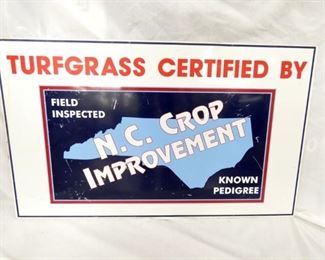 TURFGRASS CERTIFIED BY
FIELD
INSPECTED
N.C. CROP
IMPROVEMENT
KNOWN
PEDIGREE